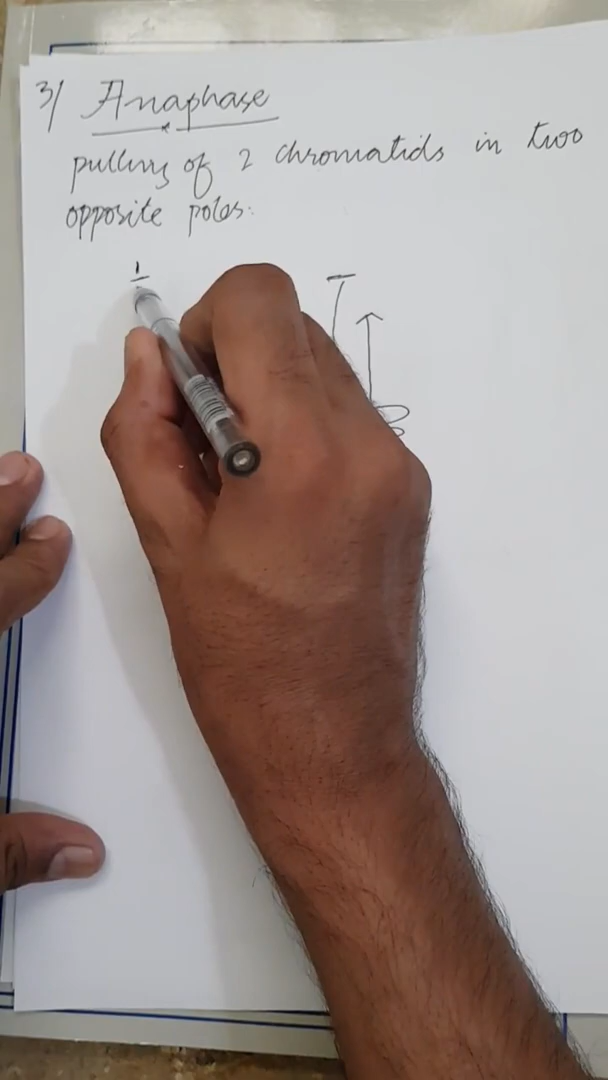 3) Anaphase
pulling of 2 chromatids in two
opposite poles.